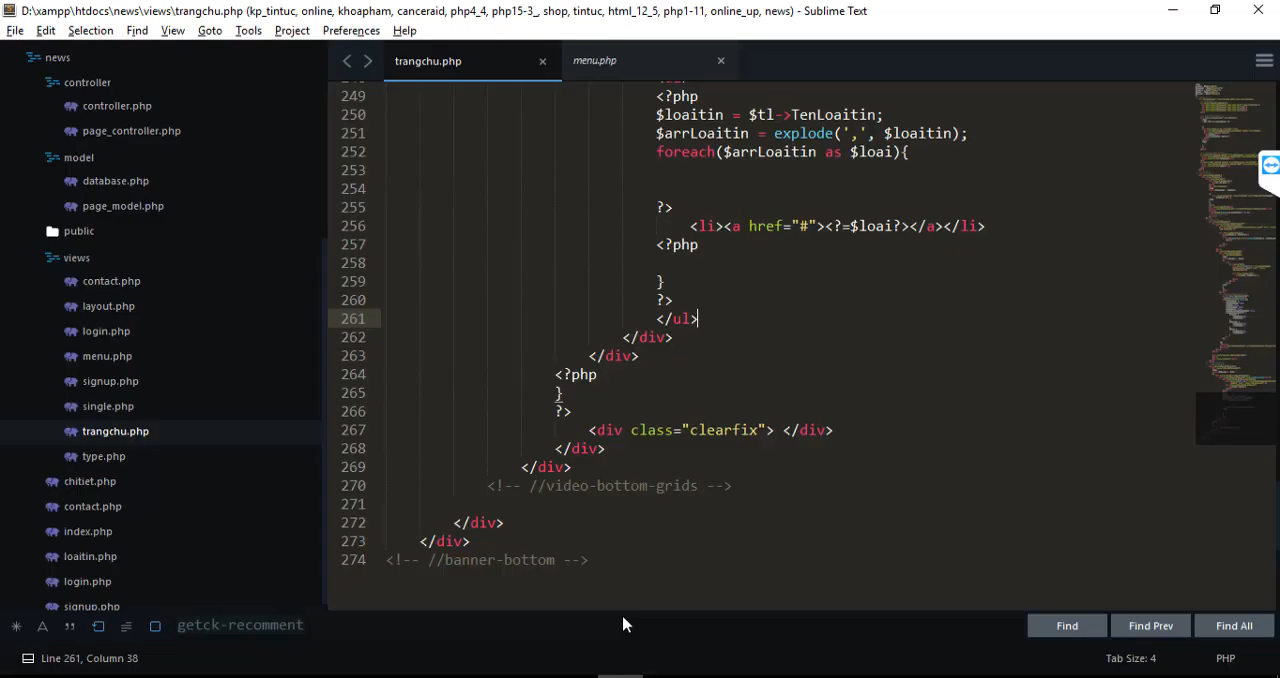 D:\xampp\htdocs\news\views\trangchu.php (kp_tintuc, online, khoapham, canceraid, php4_4, php15-3_, shop, tintuc, html_12_5, php1-11, online_up, news) - Sublime Text
File Edit Selection Find View Goto Tools Project Preferences Help
news
controller
controller.php
page_controller.php
model
database.php
page_model.php
public
views
contact.php
layout.php
login.php
menu.php
signup.php
single.php
trangchu.php
type.php
chitiet.php
contact.php
index.php
loaitin.php
login.php
signup.php
trangchu.php × menu.php ×
249 <?php
250 $loaitin = $tl->TenLoaitin;
251 $arrLoaitin = explode(',', $loaitin);
252 foreach($arrLoaitin as $loai){
253
254
255 ?>
256 <li><a href="#"><?=$loai?></a></li>
257 <?php
258
259 }
260 ?>
261 </ul>
262 </div>
263 </div>
264 <?php
265 }
266 ?>
267 <div class="clearfix"> </div>
268 </div>
269 </div>
270 <!-- //video-bottom-grids -->
271
272 </div>
273 </div>
274 <!-- //banner-bottom -->
getck-recomment Find Find Prev Find All
Line 261, Column 38 Tab Size: 4 PHP